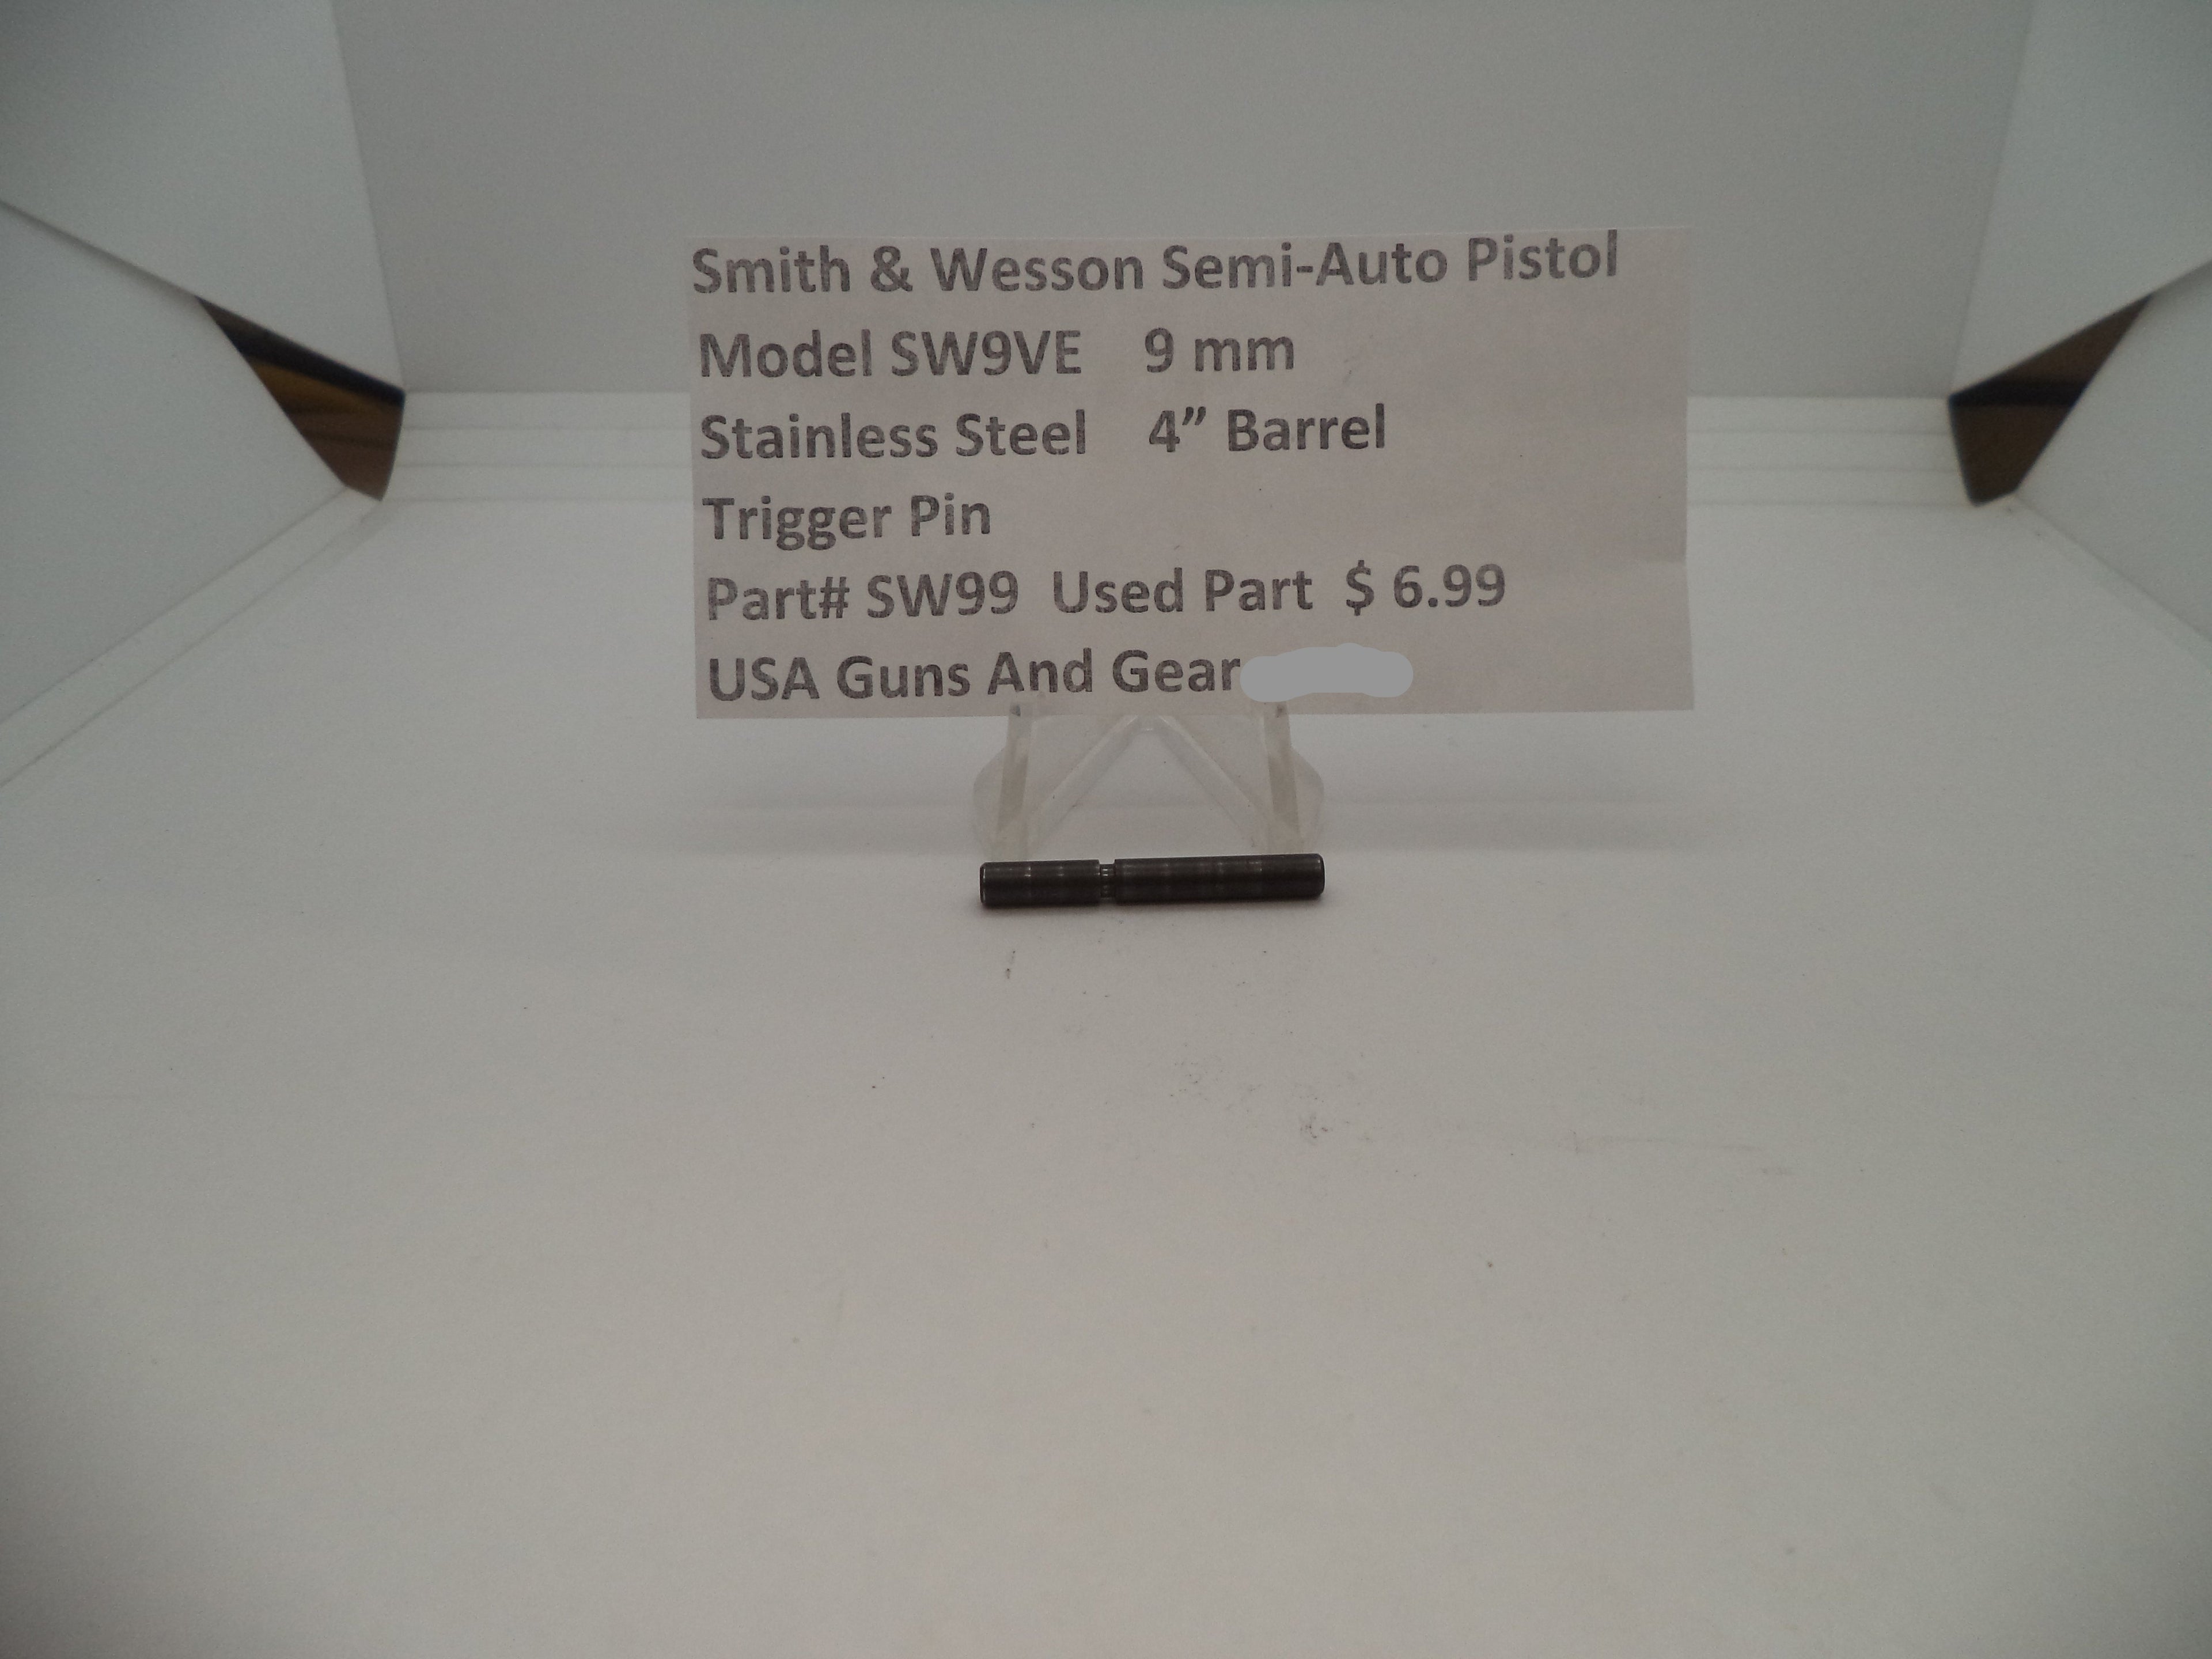 Smith & Wesson Semi-Auto Pistol
Model SW9VE 9 mm
Stainless Steel 4” Barrel
Trigger Pin
Part# SW99 Used Part $ 6.99
USA Guns And Gear